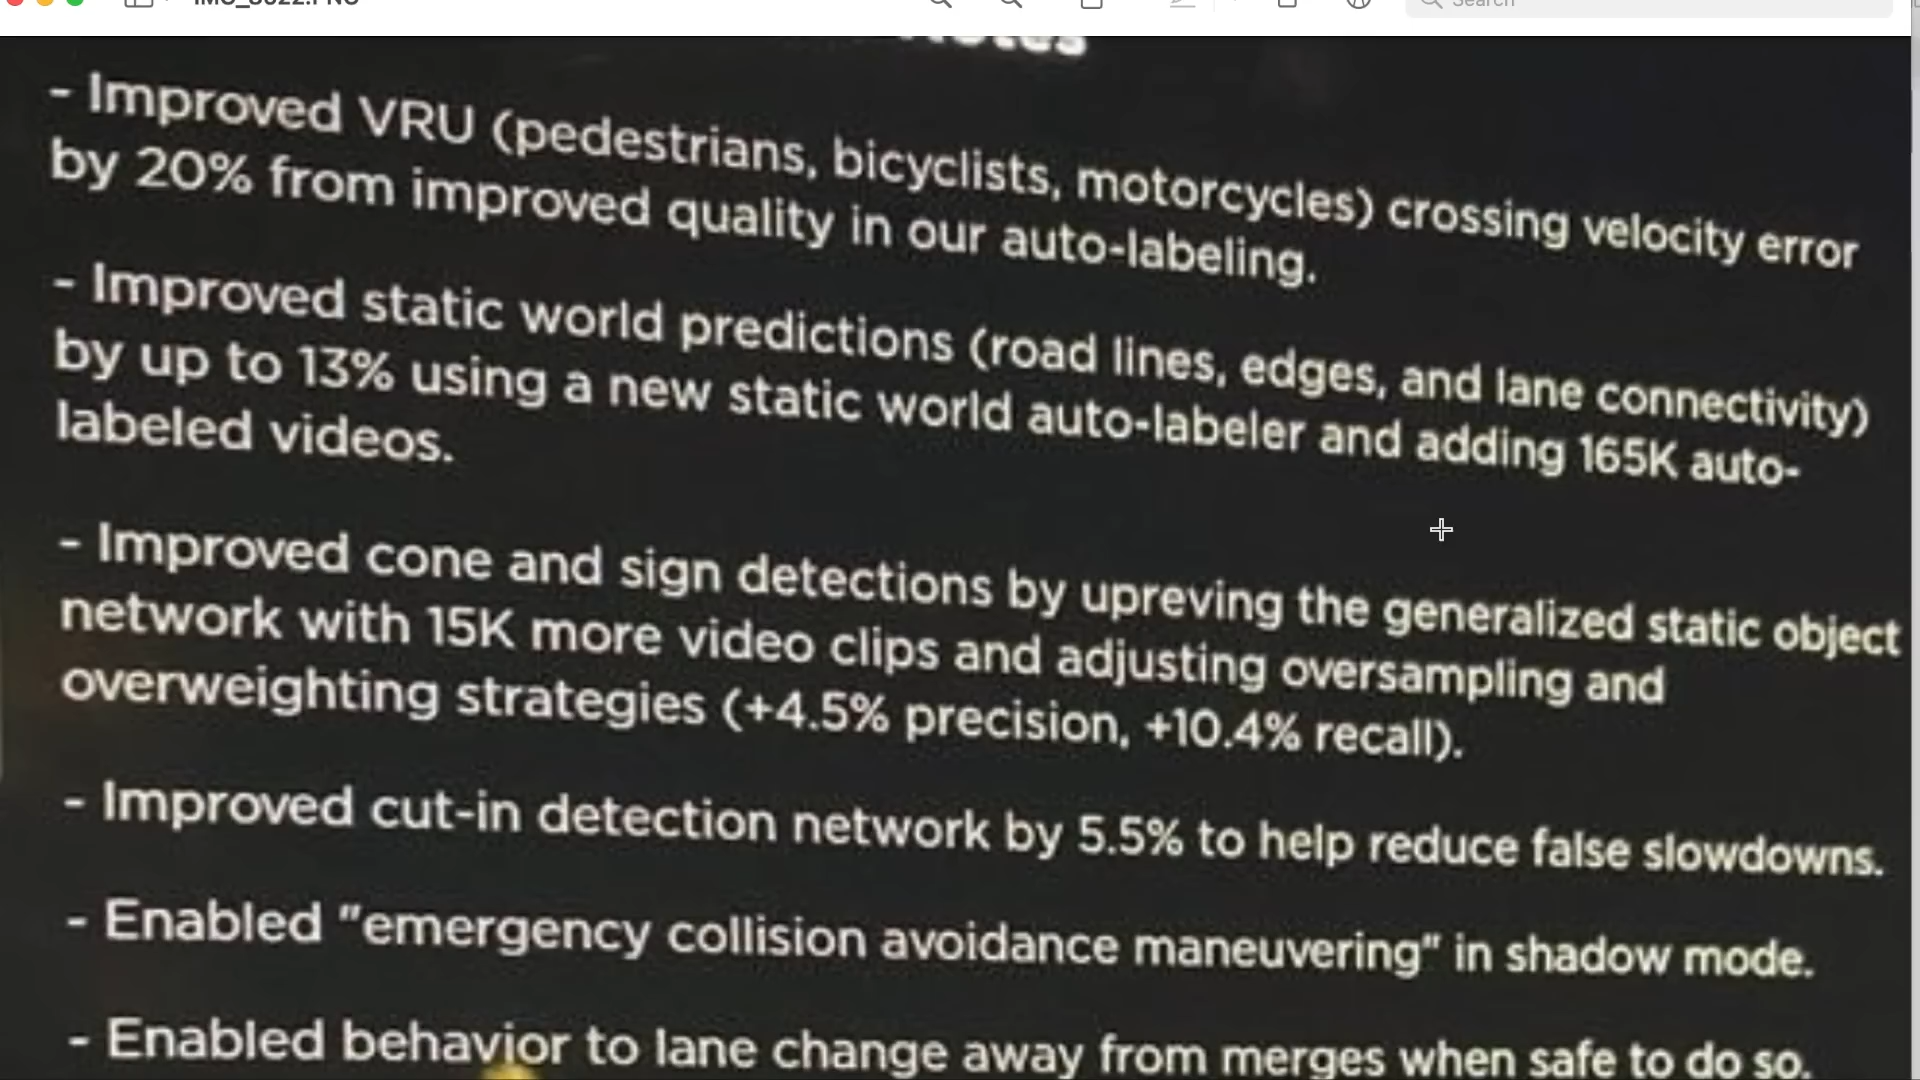 IMG_8022.PNG
Search
Notes
- Improved VRU (pedestrians, bicyclists, motorcycles) crossing velocity error
by 20% from improved quality in our auto-labeling.
- Improved static world predictions (road lines, edges, and lane connectivity)
by up to 13% using a new static world auto-labeler and adding 165K auto-
labeled videos.
- Improved cone and sign detections by upreving the generalized static object
network with 15K more video clips and adjusting oversampling and
overweighting strategies (+4.5% precision, +10.4% recall).
- Improved cut-in detection network by 5.5% to help reduce false slowdowns.
- Enabled "emergency collision avoidance maneuvering" in shadow mode.
- Enabled behavior to lane change away from merges when safe to do so.